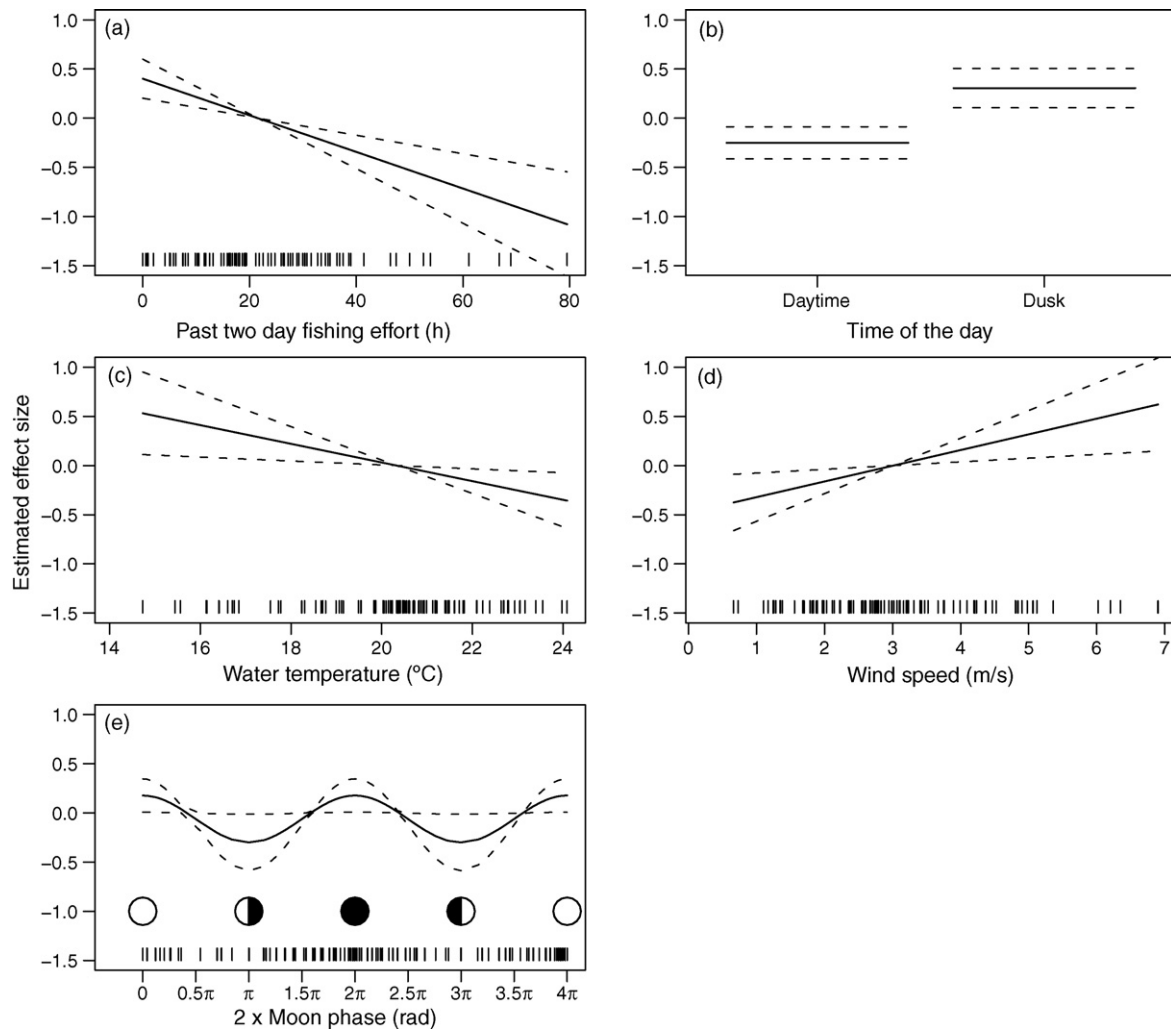 (a)
1.0
0.5
0.0
−0.5
−1.0
−1.5
0 20 40 60 80
Past two day fishing effort (h)
(b)
1.0
0.5
0.0
−0.5
−1.0
−1.5
Daytime Dusk
Time of the day
Estimated effect size
(c)
1.0
0.5
0.0
−0.5
−1.0
−1.5
14 16 18 20 22 24
Water temperature (ºC)
(d)
1.0
0.5
0.0
−0.5
−1.0
−1.5
0 1 2 3 4 5 6 7
Wind speed (m/s)
(e)
1.0
0.5
0.0
−0.5
−1.0
−1.5
0 0.5π π 1.5π 2π 2.5π 3π 3.5π 4π
2 x Moon phase (rad)